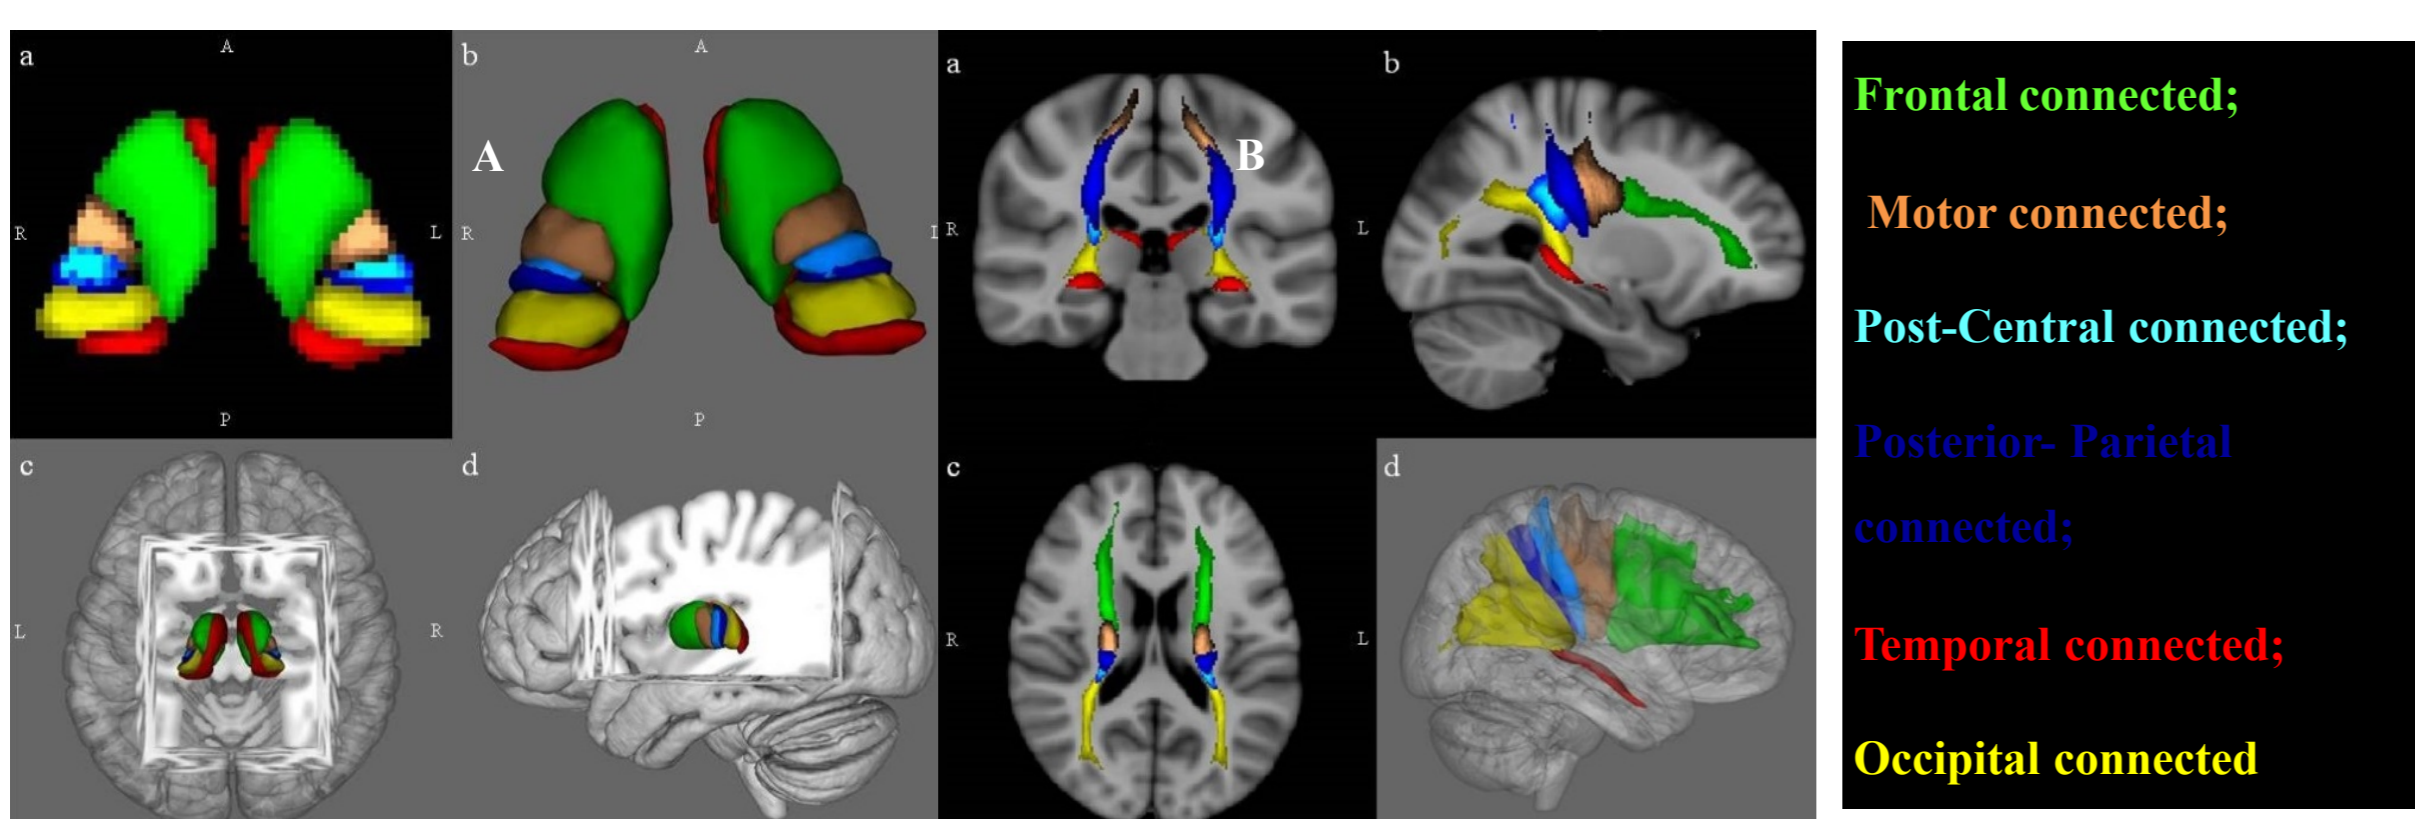 a
A
b
A
A
R
L
R
L
P
P
c
d
L
R
a
b
B
R
L
c
d
R
L
Frontal connected;
Motor connected;
Post-Central connected;
Posterior- Parietal
connected;
Temporal connected;
Occipital connected